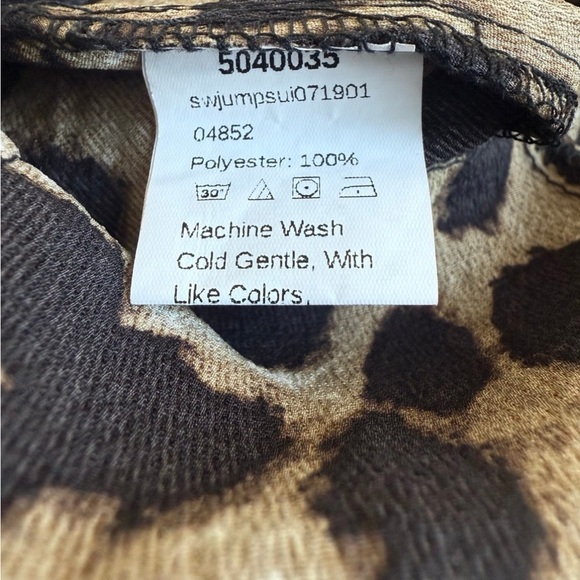 5040035
swjumpsui071901
04852
Polyester: 100%
30°
Machine Wash
Cold Gentle, With
Like Colors,